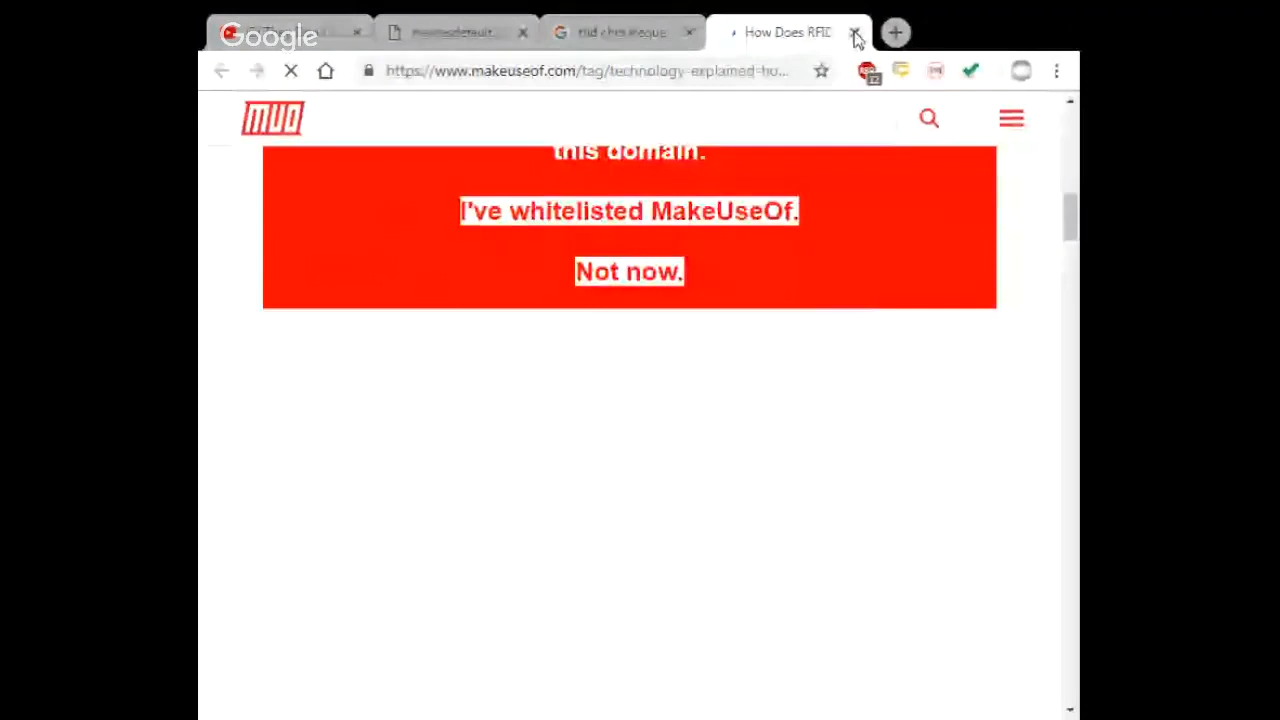 Google
How Does RFID
https://www.makeuseof.com/tag/technology-explained-ho...
12
MUO
this domain.
I've whitelisted MakeUseOf.
Not now.